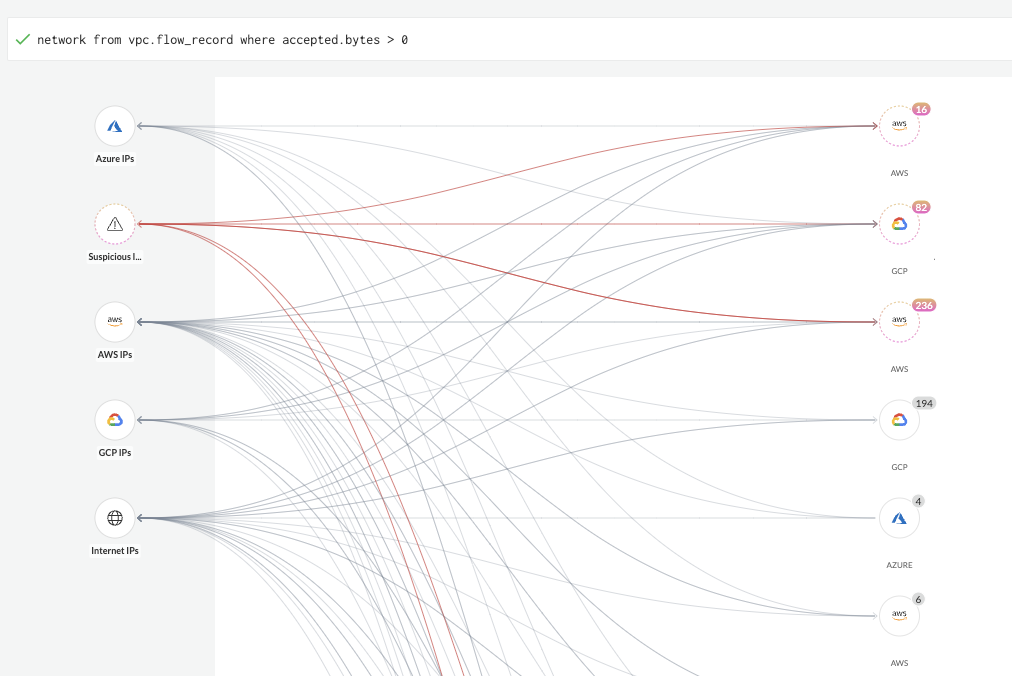 network from vpc.flow_record where accepted.bytes > 0
Azure IPs
Suspicious I...
aws
AWS IPs
GCP IPs
Internet IPs
16
aws
AWS
82
GCP
236
aws
AWS
194
GCP
4
AZURE
6
aws
AWS